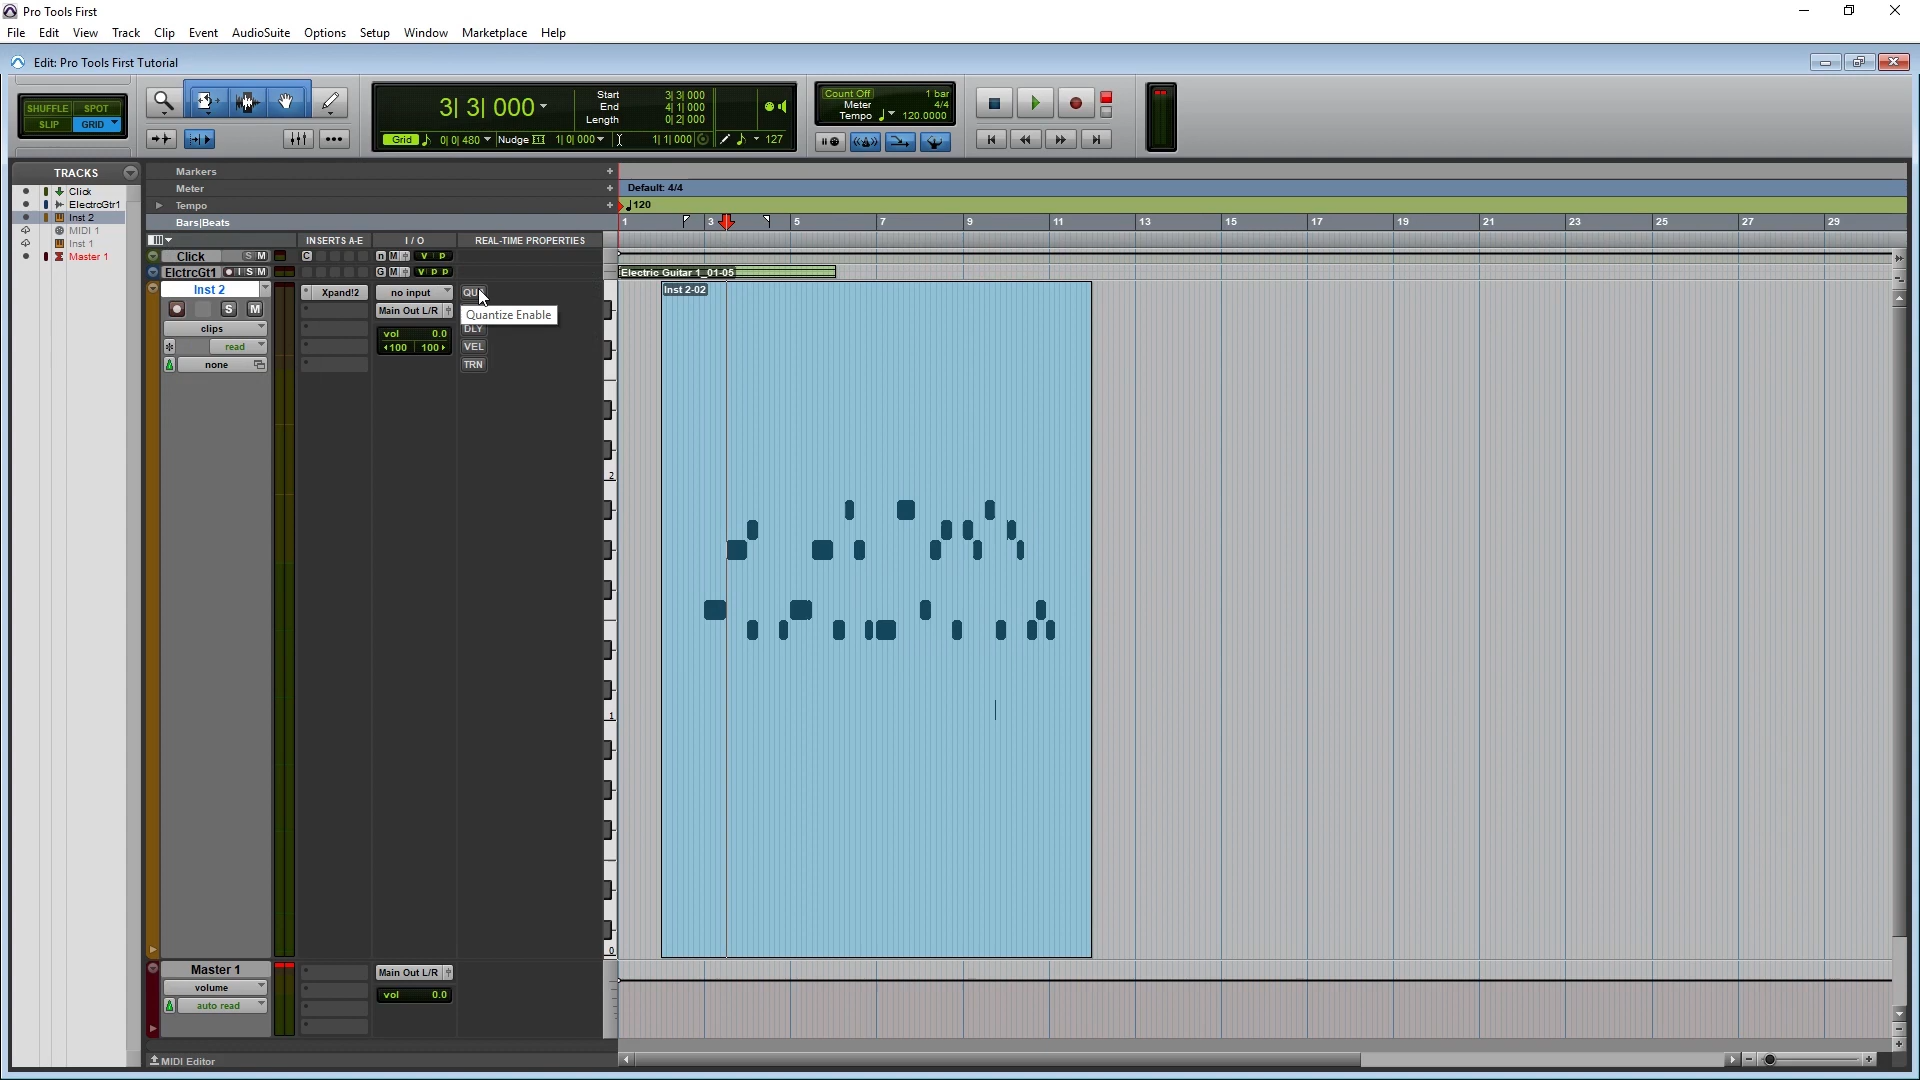 Pro Tools First
File Edit View Track Clip Event AudioSuite Options Setup Window Marketplace Help
Edit: Pro Tools First Tutorial
SHUFFLE SPOT
SLIP GRID
3| 3| 000
Start 3| 3| 000
End 4| 1| 000
Length 0| 2| 000
Grid 0| 0| 480 Nudge 1| 0| 000 1| 1| 000 127
Count Off 1 bar
Meter 4/4
Tempo 120.0000
TRACKS
Click
ElectrcGtr1
Inst 2
MIDI 1
Inst 1
Master 1
Markers
Meter Default: 4/4
Tempo 120
Bars|Beats 1 3 5 7 9 11 13 15 17 19 21 23 25 27 29
INSERTS A-E I / O REAL-TIME PROPERTIES
Click S M C n M V p
ElctrcGt1 I S M G M V p p
Electric Guitar 1_01-05
Inst 2 Xpand!2 no input
Inst 2-02
S M Main Out L/R
Quantize Enable
clips vol 0.0 DLY
read 100 100 VEL
none TRN
2
1
0
Master 1 Main Out L/R
volume vol 0.0
auto read
MIDI Editor